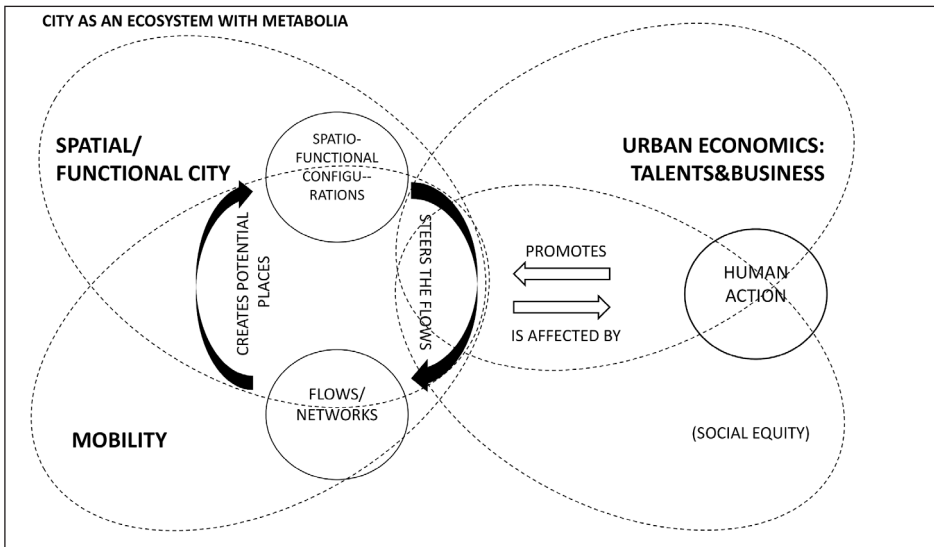 CITY AS AN ECOSYSTEM WITH METABOLIA
SPATIAL/
FUNCTIONAL CITY
SPATIO-
FUNCTIONAL
CONFIGU--
RATIONS
URBAN ECONOMICS:
TALENTS&BUSINESS
CREATES POTENTIAL
PLACES
STEERS THE FLOWS
PROMOTES
IS AFFECTED BY
HUMAN
ACTION
FLOWS/
NETWORKS
MOBILITY
(SOCIAL EQUITY)